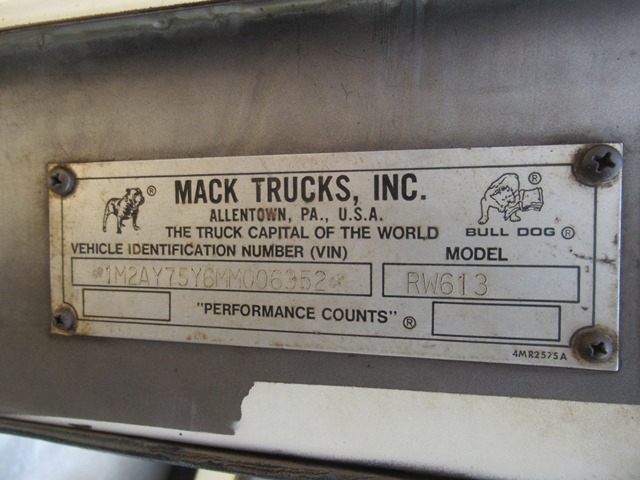 MACK TRUCKS, INC.
ALLENTOWN, PA., U.S.A.
THE TRUCK CAPITAL OF THE WORLD
® ®
BULL DOG ®
VEHICLE IDENTIFICATION NUMBER (VIN) MODEL
*1M2AY75Y6MM006352* RW613
"PERFORMANCE COUNTS" ®
4MR2575A